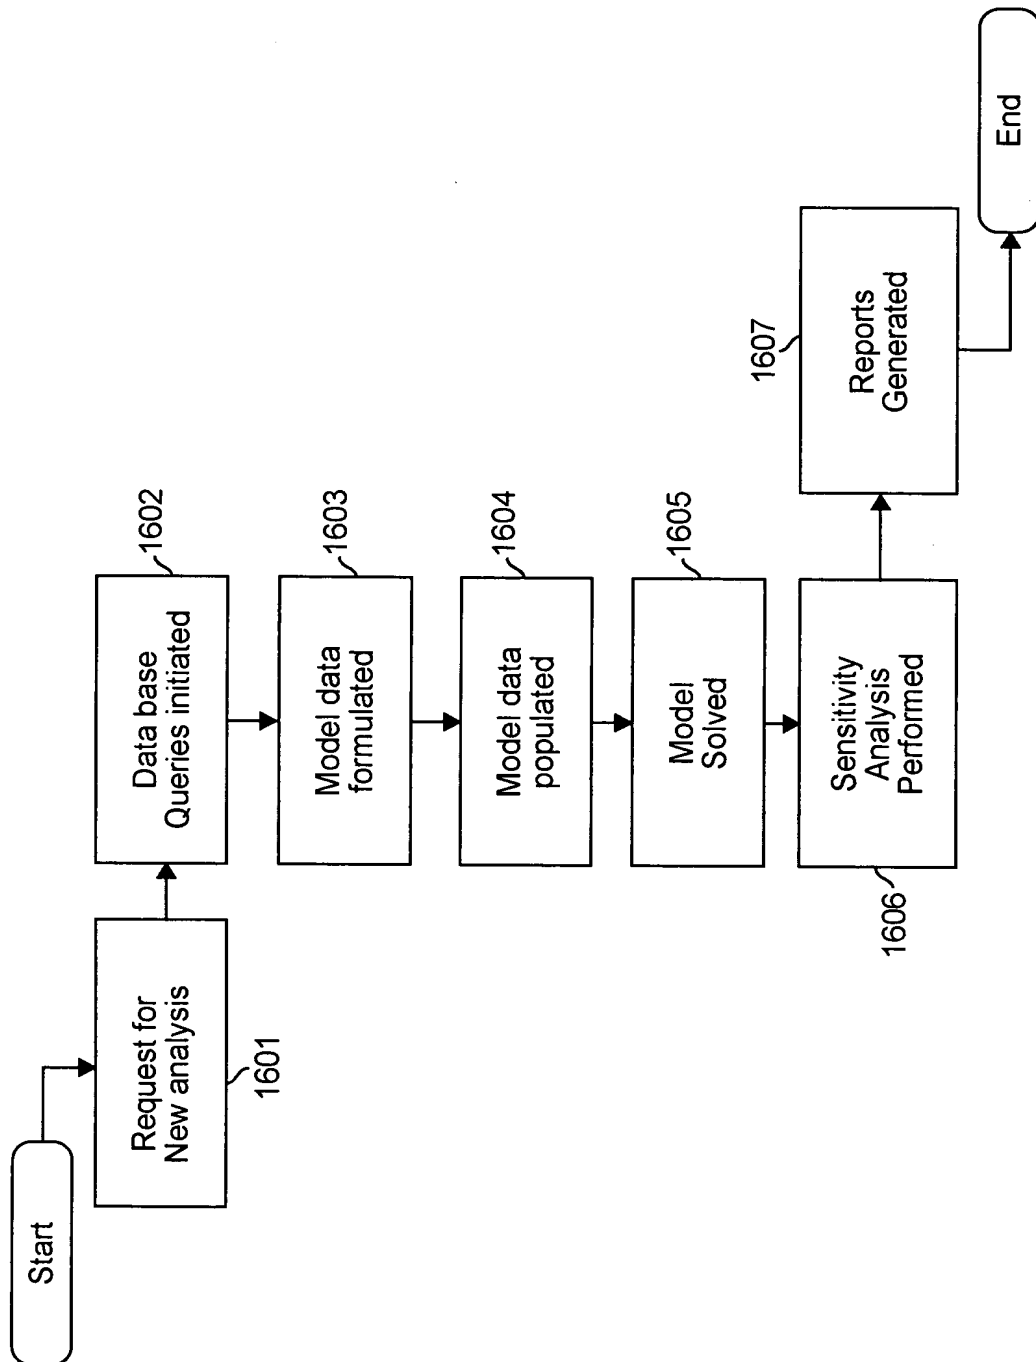 Start
Request for
New analysis
1601
Data base
Queries initiated
1602
Model data
formulated
1603
Model data
populated
1604
Model
Solved
1605
Sensitivity
Analysis
Performed
1606
Reports
Generated
1607
End